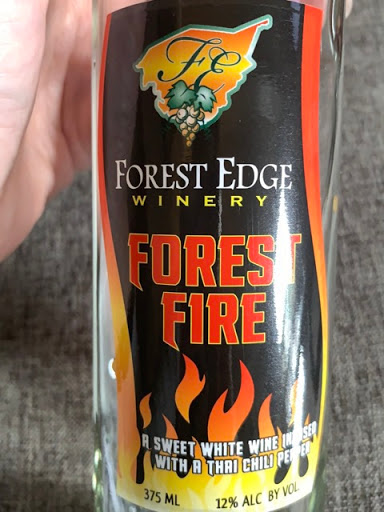 FE
FOREST EDGE
WINERY
FOREST
FIRE
A SWEET WHITE WINE INFUSED
WITH A THAI CHILI PEPPER
375 ML 12% ALC BY VOL